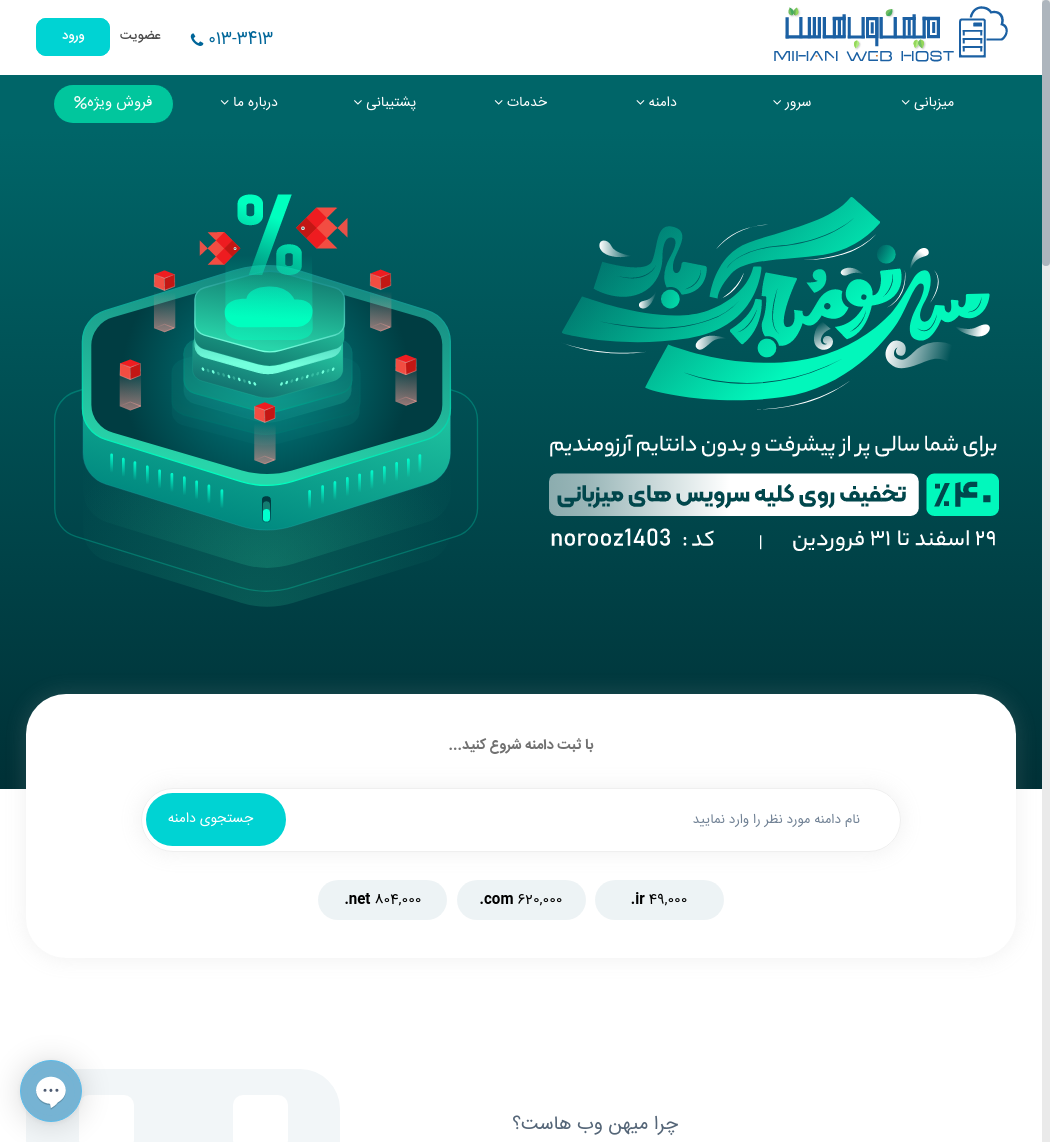 میهن وب هاست
MIHAN WEB HOST
۰۱۳-۳۴۱۳
عضویت
ورود
میزبانی
سرور
دامنه
خدمات
پشتیبانی
درباره ما
فروش ویژه%
%
سال نو مُبارک باد
برای شما سالی پر از پیشرفت و بدون دانتایم آرزومندیم
۴۰٪ تخفیف روی کلیه سرویس های میزبانی
۲۹ اسفند تا ۳۱ فروردین | کد : norooz1403
با ثبت دامنه شروع کنید...
نام دامنه مورد نظر را وارد نمایید
جستجوی دامنه
.ir ۴۹,۰۰۰
.com ۶۲۰,۰۰۰
.net ۸۰۴,۰۰۰
چرا میهن وب هاست؟